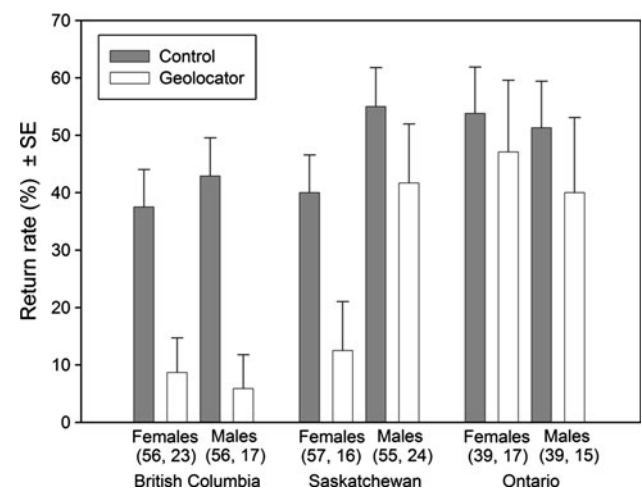 Return rate (%) ± SE
70
60
50
40
30
20
10
0
Control
Geolocator
Females Males Females Males Females Males
(56, 23) (56, 17) (57, 16) (55, 24) (39, 17) (39, 15)
British Columbia Saskatchewan Ontario